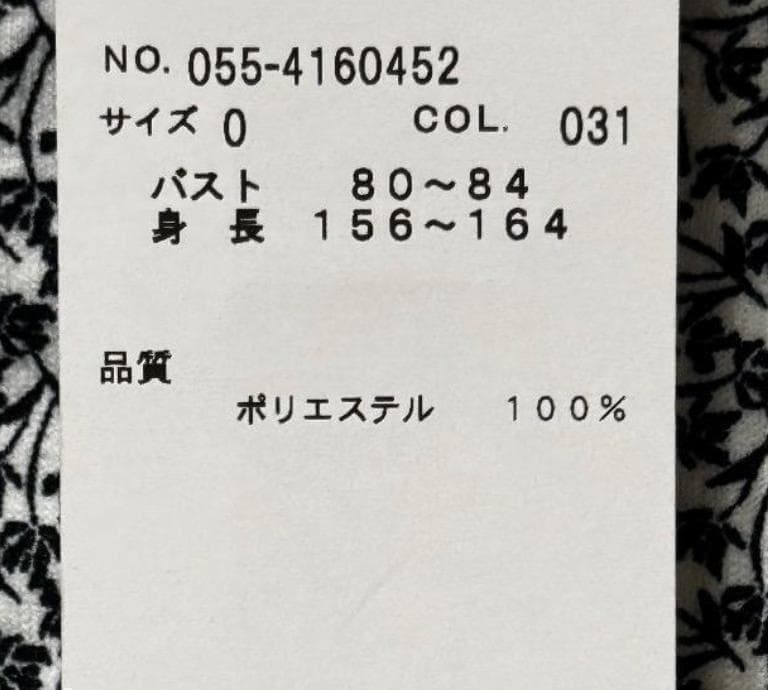 NO. 055-4160452
サイズ 0 COL. 031
バスト 80～84
身 長 156～164
品質
ポリエステル 100%